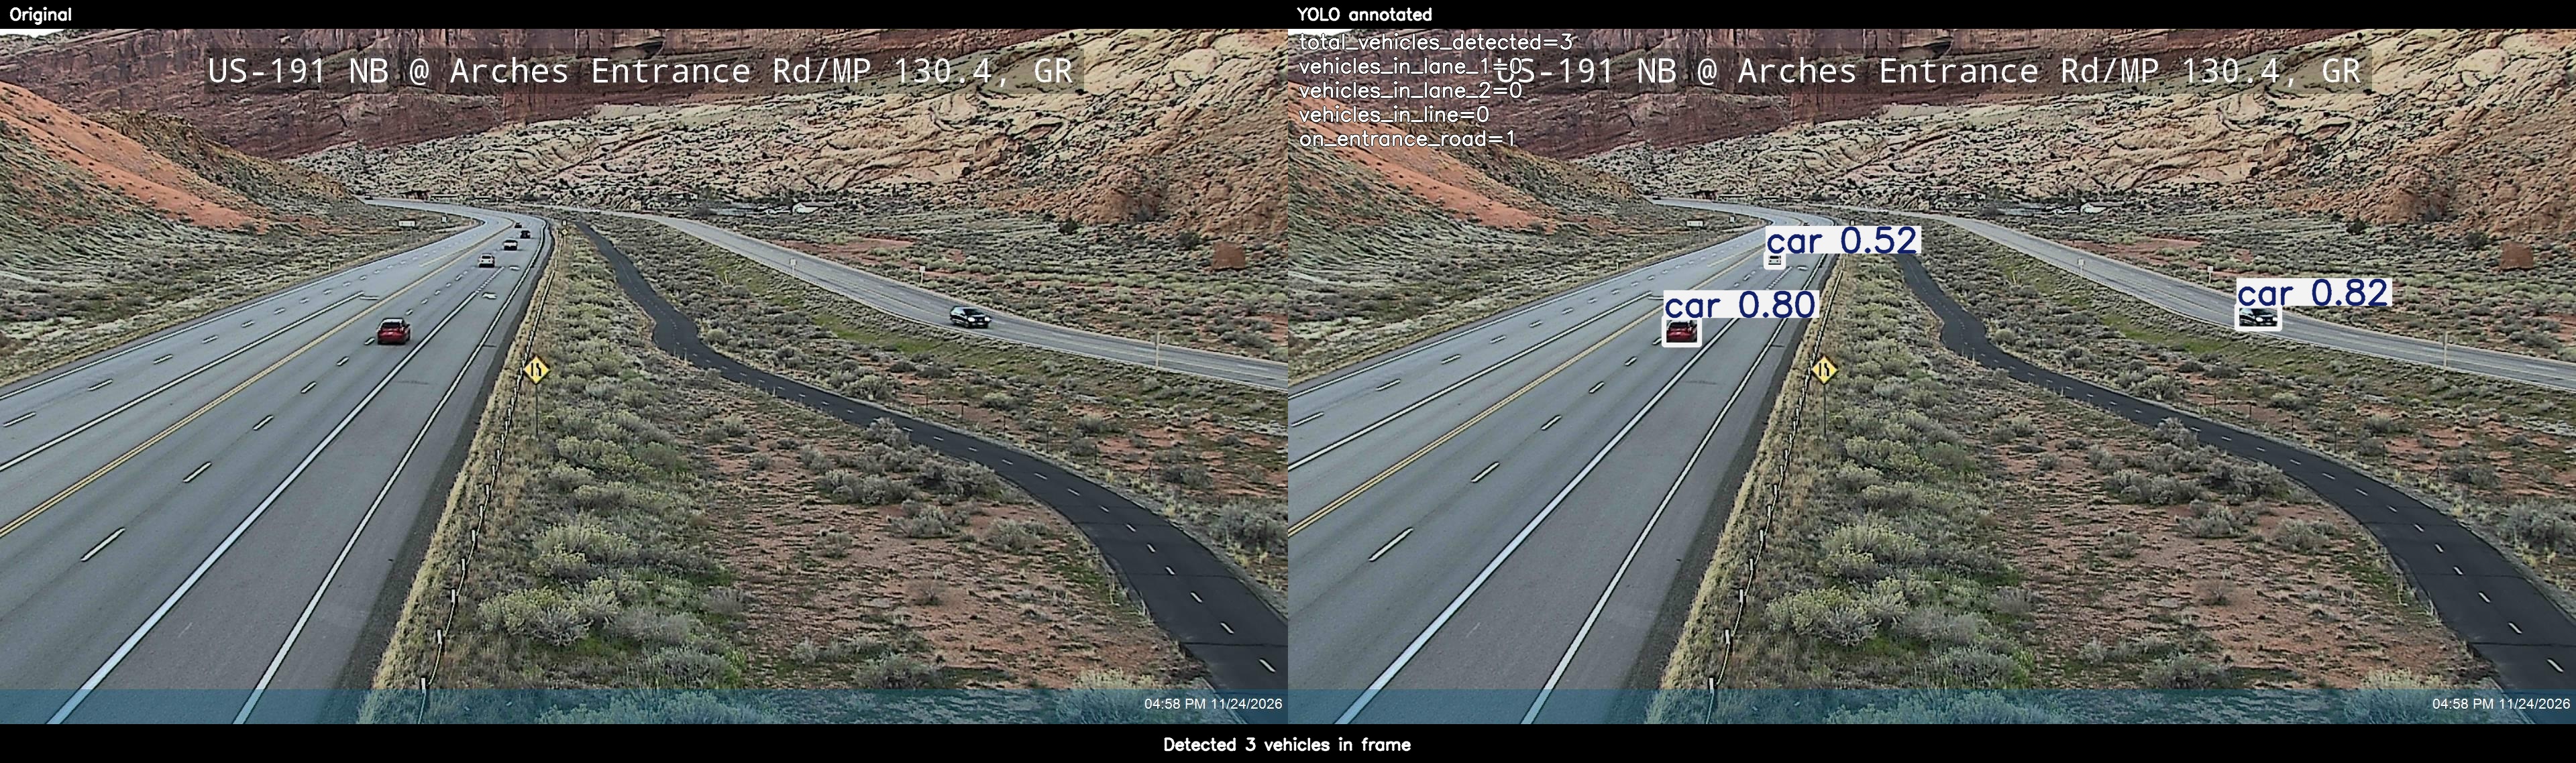 Original
US-191 NB @ Arches Entrance Rd/MP 130.4, GR
04:58 PM 11/24/2026
YOLO annotated
total_vehicles_detected=3
vehicles_in_lane_1=0
US-191 NB @ Arches Entrance Rd/MP 130.4, GR
vehicles_in_lane_2=0
vehicles_in_line=0
on_entrance_road=1
car 0.52
car 0.82
car 0.80
04:58 PM 11/24/2026
Detected 3 vehicles in frame